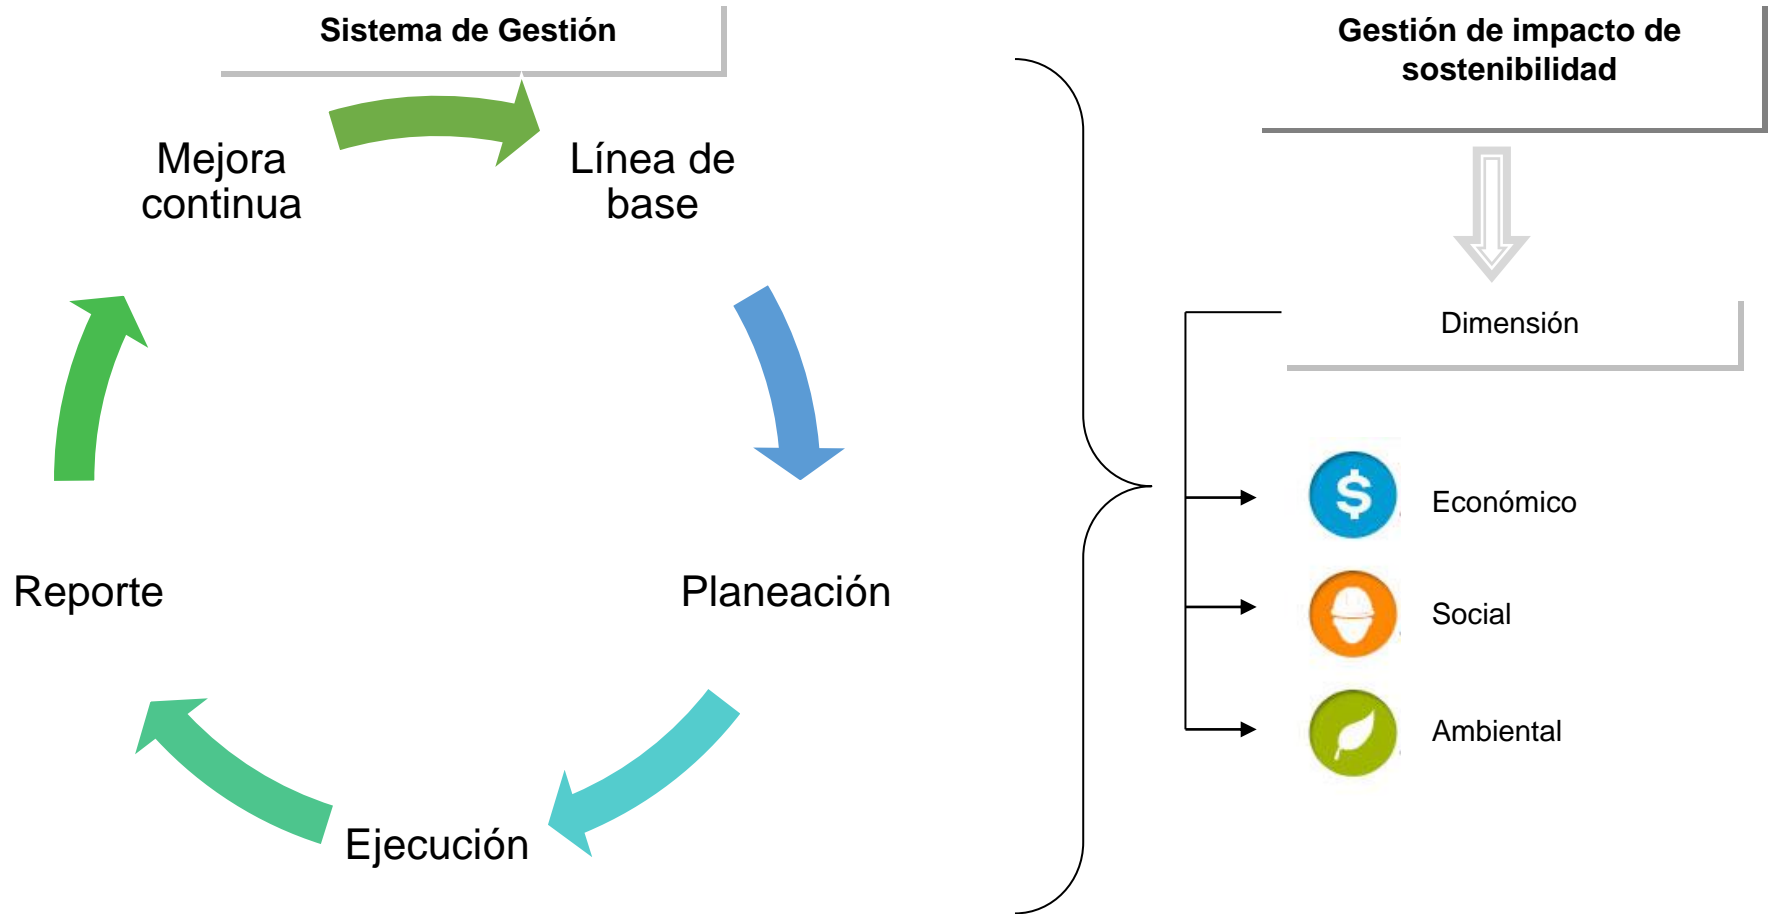 Sistema de Gestión
Mejora
continua
Línea de
base
Planeación
Ejecución
Reporte
Gestión de impacto de
sostenibilidad
Dimensión
$
Económico
Social
Ambiental